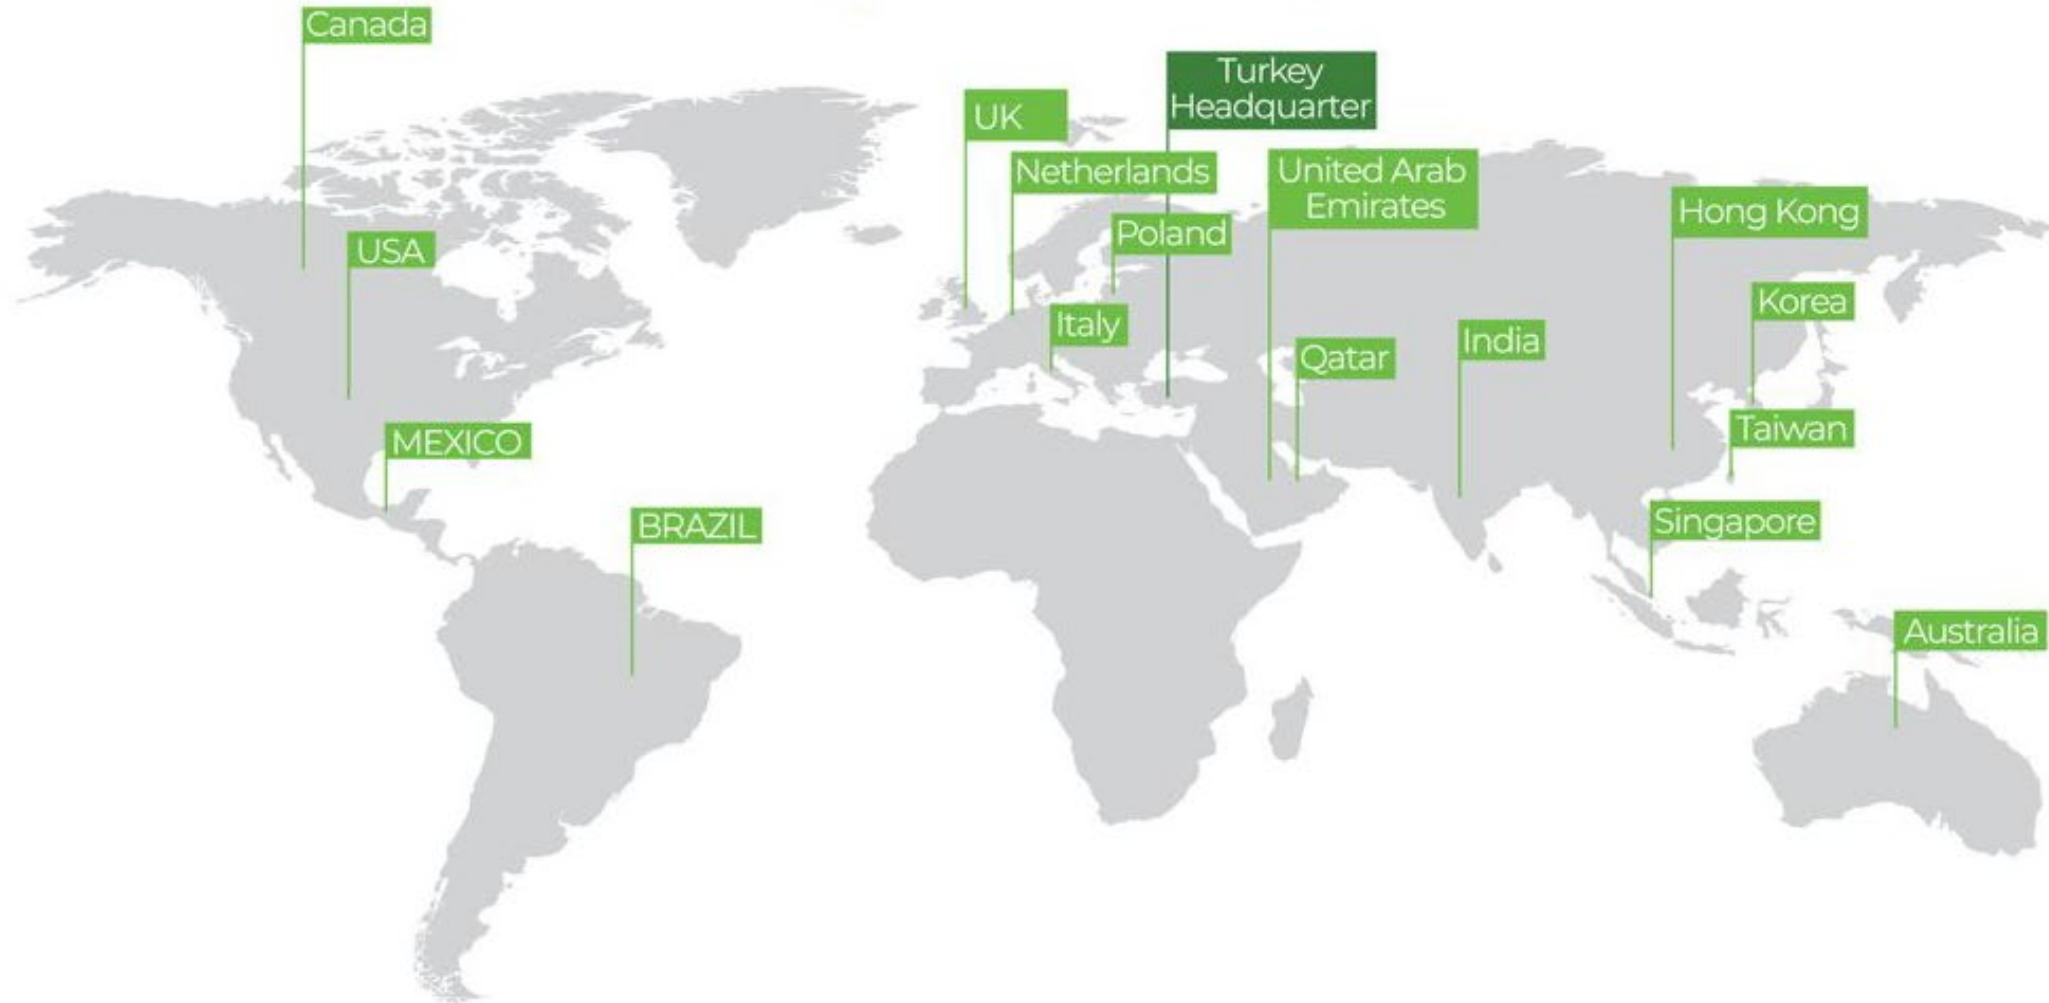 Canada
Turkey
Headquarter
UK
Netherlands
United Arab
Emirates
Hong Kong
Poland
USA
Korea
Italy
India
Qatar
Taiwan
MEXICO
Singapore
BRAZIL
Australia